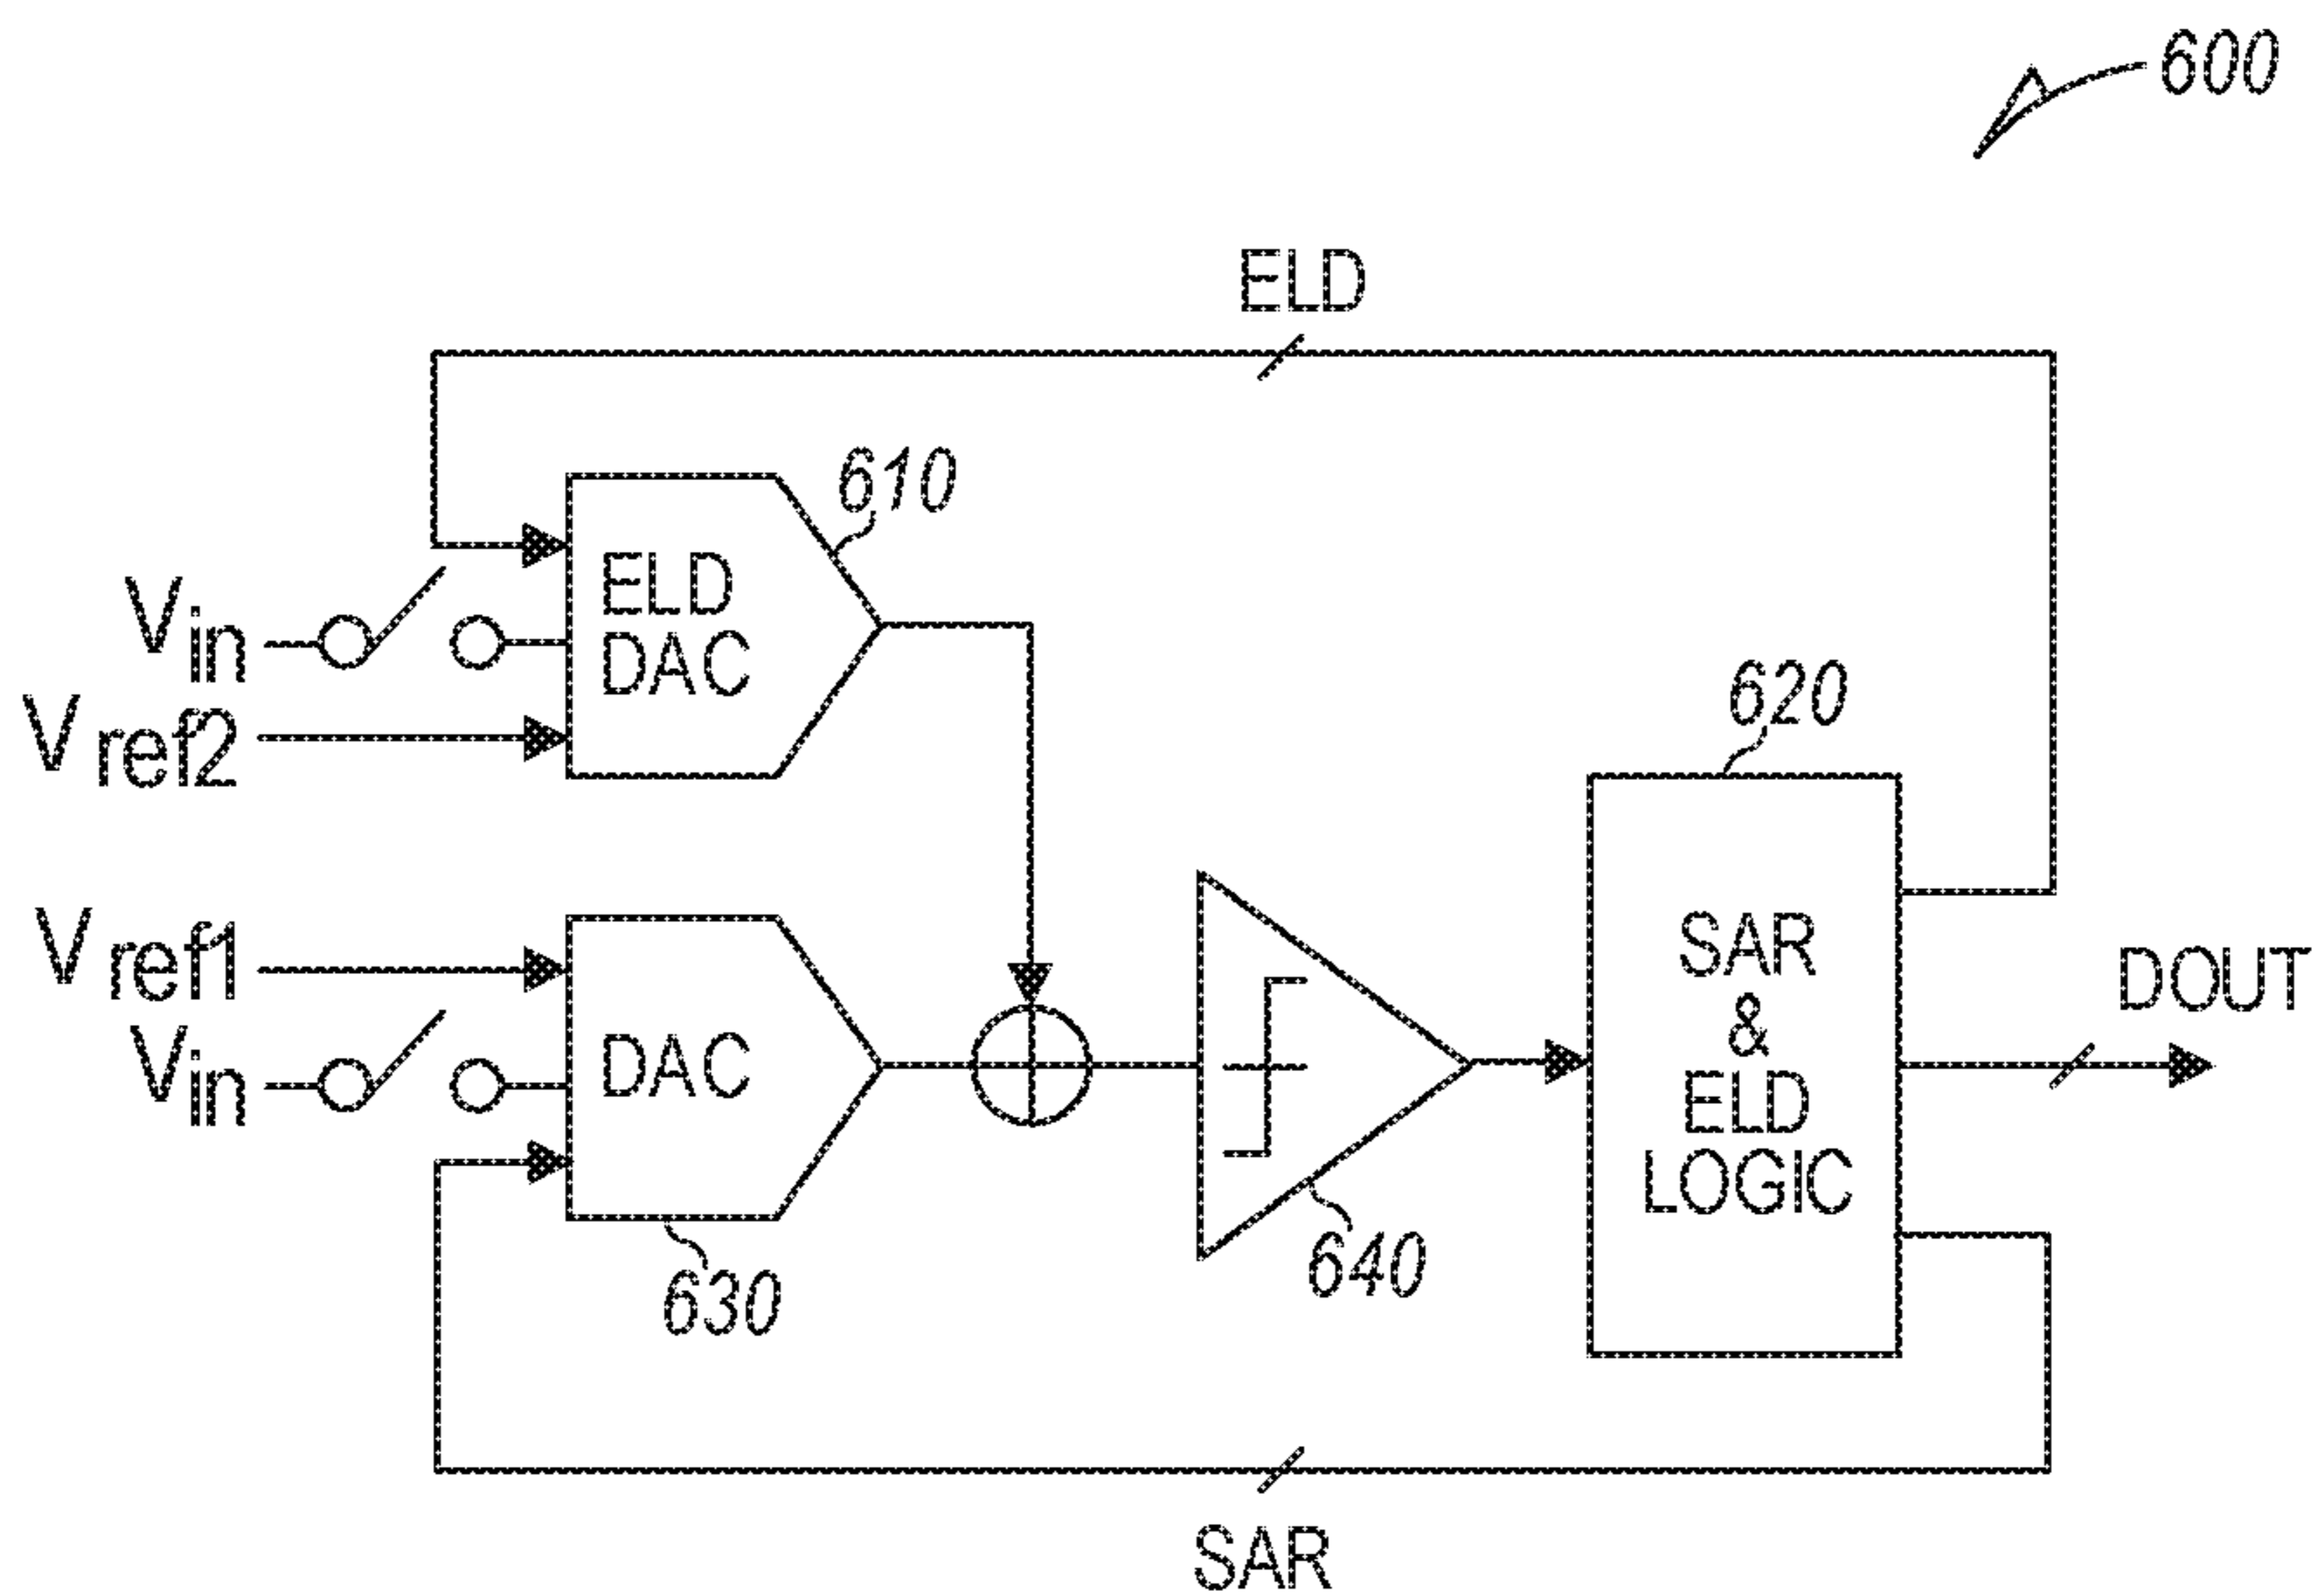 600
ELD
610
ELD
DAC
Vin
Vref2
620
Vref1
Vin
DAC
630
640
SAR
&
ELD
LOGIC
DOUT
SAR